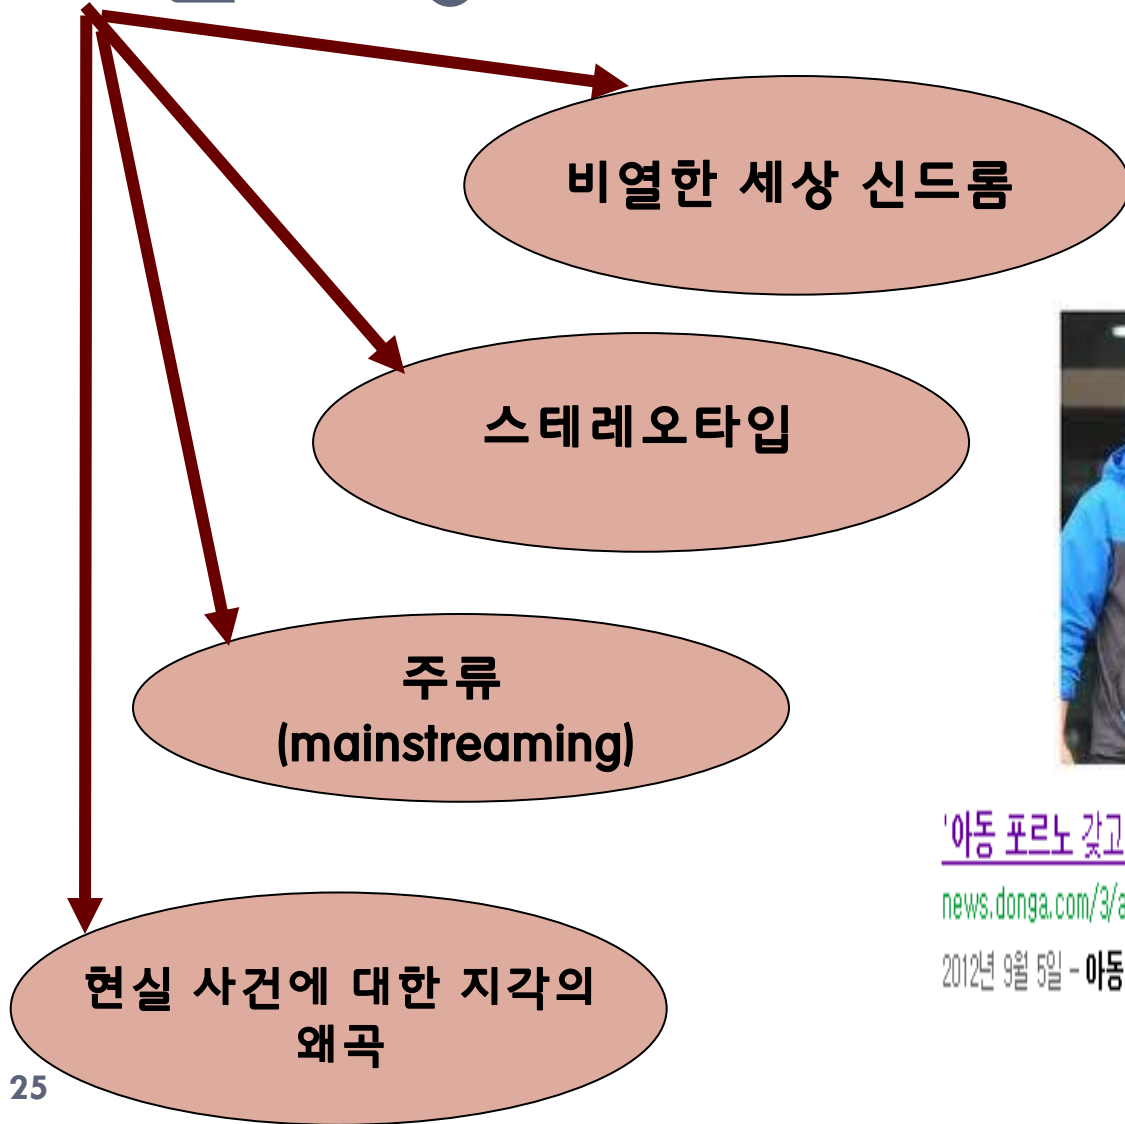 비열한 세상 신드롬
스테레오타입
주류
(mainstreaming)
'아동 포르노 갖고
news.donga.com/3/a
2012년 9월 5일 - 아동
현실 사건에 대한 지각의
왜곡
25